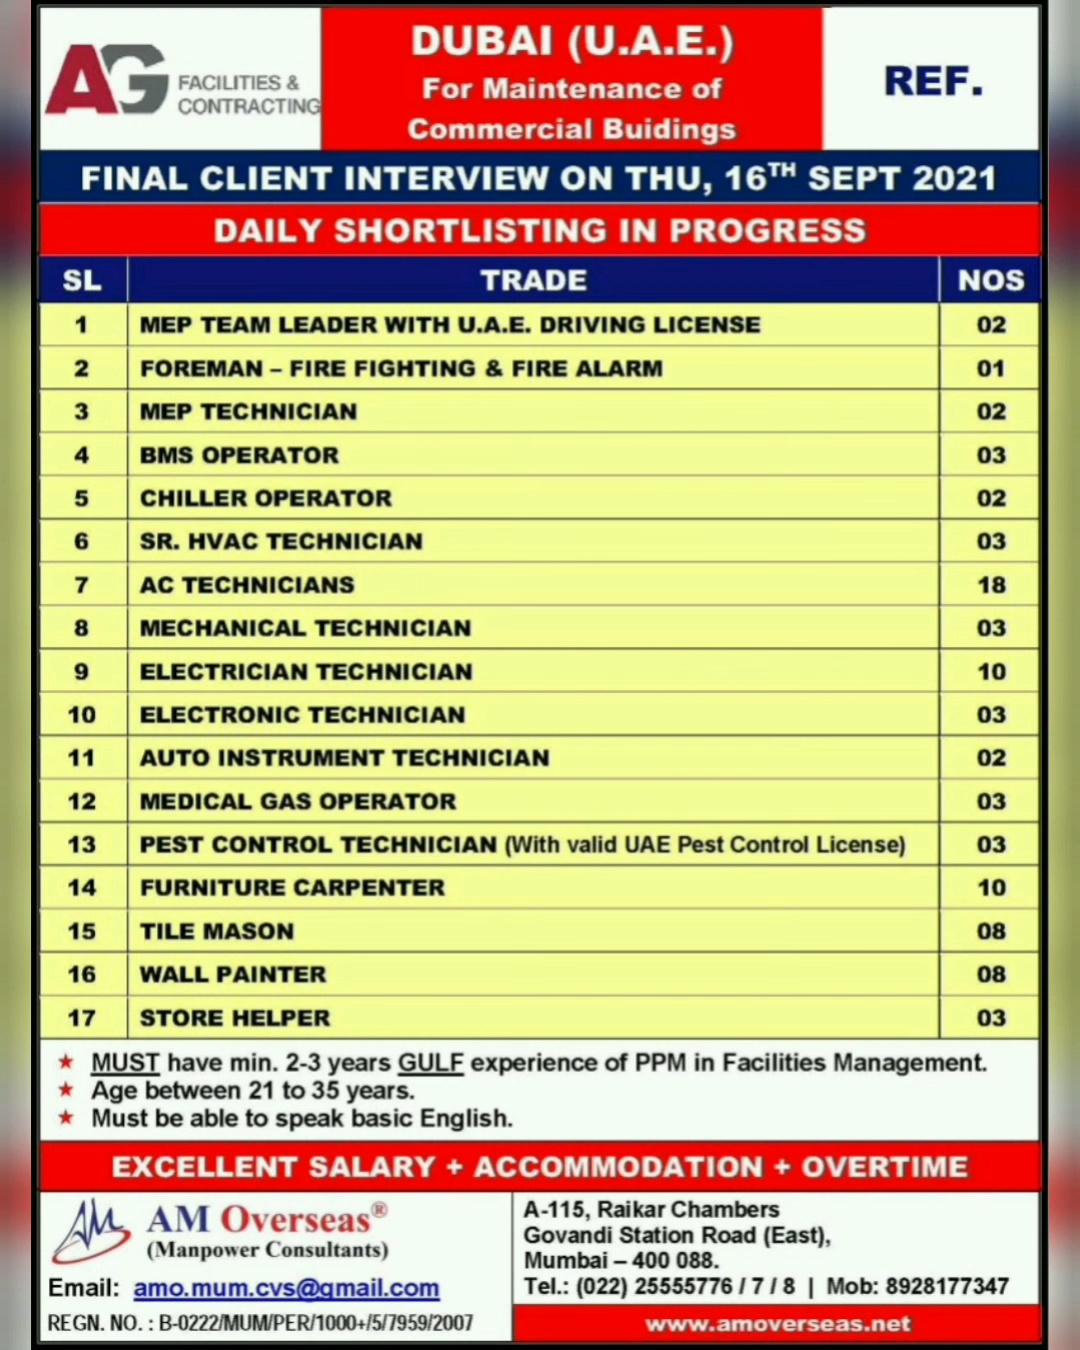 AG FACILITIES &
CONTRACTING
DUBAI (U.A.E.)
For Maintenance of
Commercial Buidings
REF.
FINAL CLIENT INTERVIEW ON THU, 16TH SEPT 2021
DAILY SHORTLISTING IN PROGRESS
SL TRADE NOS
1 MEP TEAM LEADER WITH U.A.E. DRIVING LICENSE 02
2 FOREMAN – FIRE FIGHTING & FIRE ALARM 01
3 MEP TECHNICIAN 02
4 BMS OPERATOR 03
5 CHILLER OPERATOR 02
6 SR. HVAC TECHNICIAN 03
7 AC TECHNICIANS 18
8 MECHANICAL TECHNICIAN 03
9 ELECTRICIAN TECHNICIAN 10
10 ELECTRONIC TECHNICIAN 03
11 AUTO INSTRUMENT TECHNICIAN 02
12 MEDICAL GAS OPERATOR 03
13 PEST CONTROL TECHNICIAN (With valid UAE Pest Control License) 03
14 FURNITURE CARPENTER 10
15 TILE MASON 08
16 WALL PAINTER 08
17 STORE HELPER 03
★ MUST have min. 2-3 years GULF experience of PPM in Facilities Management.
★ Age between 21 to 35 years.
★ Must be able to speak basic English.
EXCELLENT SALARY + ACCOMMODATION + OVERTIME
AM AM Overseas®
(Manpower Consultants)
Email: amo.mum.cvs@gmail.com
REGN. NO. : B-0222/MUM/PER/1000+/5/7959/2007
A-115, Raikar Chambers
Govandi Station Road (East),
Mumbai – 400 088.
Tel.: (022) 25555776 / 7 / 8 | Mob: 8928177347
www.amoverseas.net